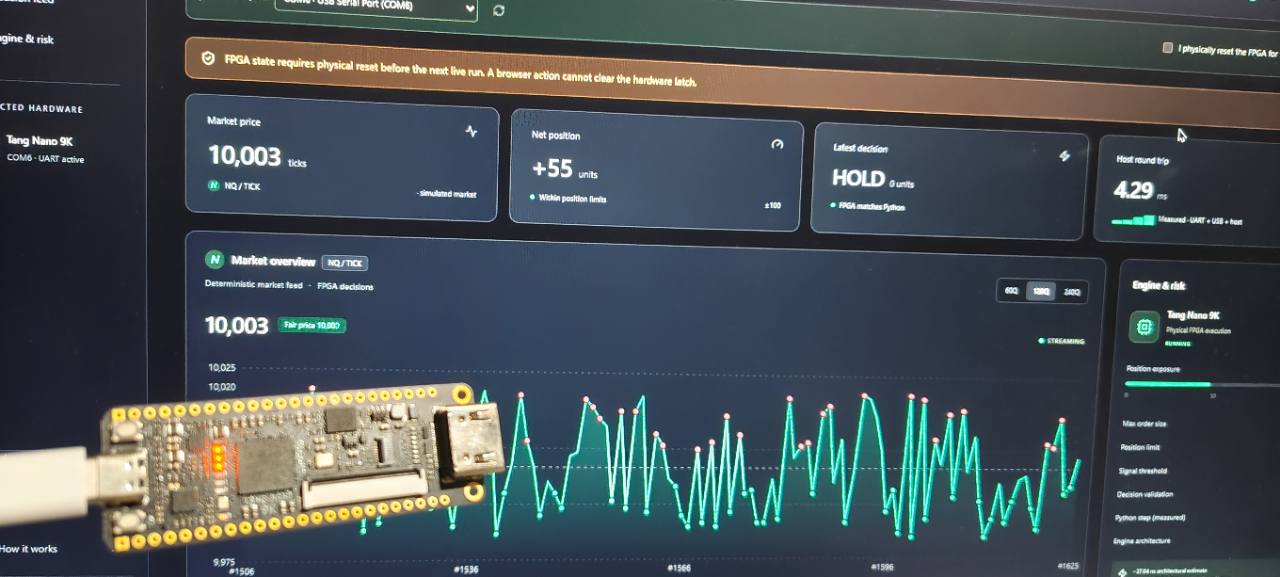 COM6 - USB Serial Port (COM6)
I physically reset the FPGA for
gine & risk
FPGA state requires physical reset before the next live run. A browser action cannot clear the hardware latch.
CTED HARDWARE
Tang Nano 9K
COM6 · UART active
Market price
10,003 ticks
N NQ / TICK
- simulated market
Net position
+55 units
Within position limits
±100
Latest decision
HOLD 0 units
FPGA matches Python
Host round trip
4.29 ms
Measured · UART + USB + host
N Market overview NQ / TICK
Deterministic market feed · FPGA decisions
60Q 120Q 240Q
10,003 Fair price 10,000
STREAMING
10,025
10,020
9,975
#1506
#1536
#1566
#1596
#1625
Engine & risk
Tang Nano 9K
Physical FPGA execution
RUNNING
Position exposure
0
Max order size
Position limit
Signal threshold
Decision validation
Python step (measured)
Engine architecture
~37.04 ns architectural estimate
How it works